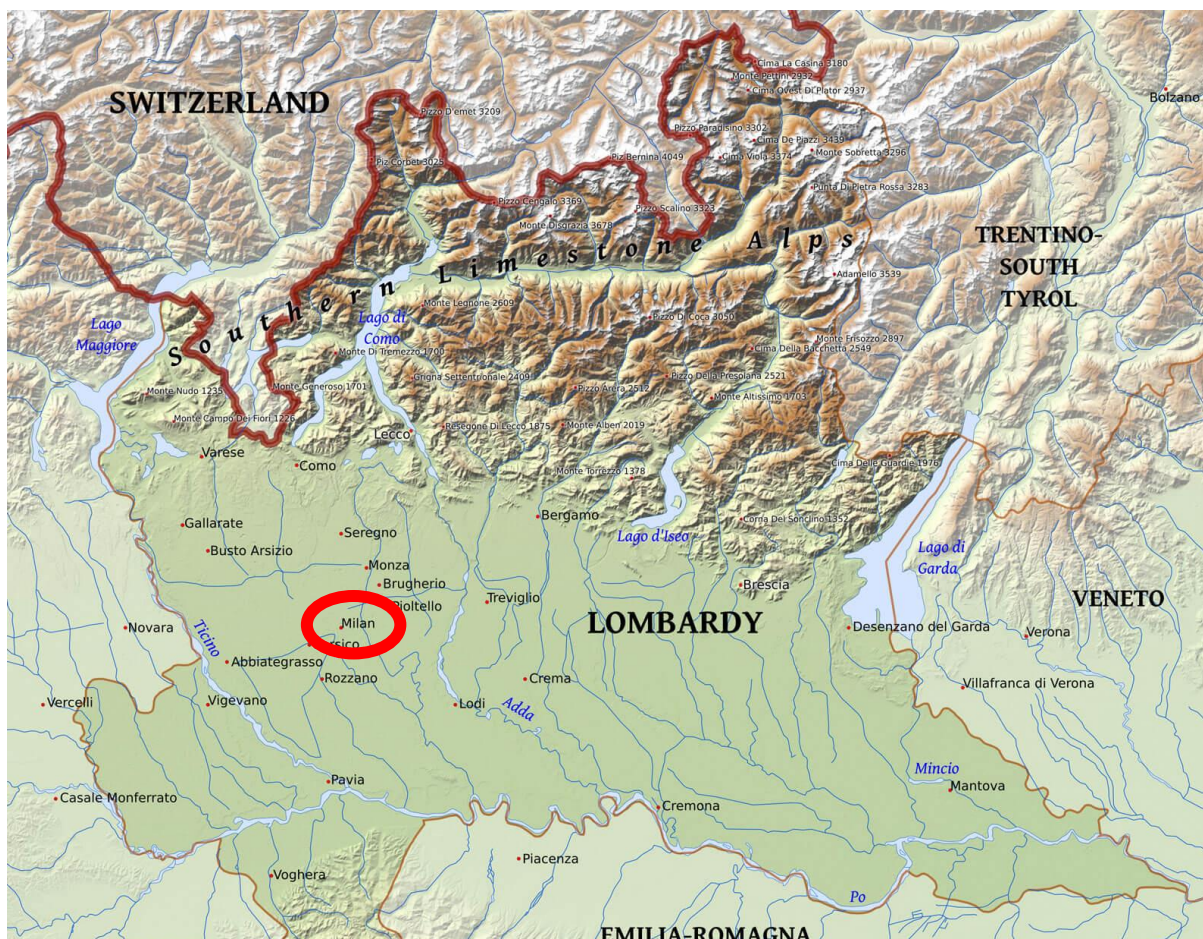 Cima La Casina 3180
Monte Pettini 2932
Cima Ovest Di Plator 2937
SWITZERLAND
Bolzano
Pizzo D'emet 3209
Pizzo Paradisino 3302
Cima De Piazzi 3439
Monte Sobretta 3296
Piz Corbet 3025
Piz Bernina 4049
Cima Viola 3374
Punta Di Pietra Rossa 3283
Pizzo Cengalo 3369
Pizzo Scalino 3323
Monte Disgrazia 3678
Southern Limestone Alps
TRENTINO-
SOUTH
TYROL
Adamello 3539
Monte Legnone 2609
Lago
Maggiore
Lago di
Como
Pizzo Di Coca 3050
Monte Frisozzo 2897
Monte Di Tremezzo 1700
Cima Della Bacchetta 2549
Grigna Settentrionale 2409
Pizzo Della Presolana 2521
Monte Nudo 1235
Monte Generoso 1701
Pizzo Arera 2512
Monte Altissimo 1703
Monte Campo Dei Fiori 1226
Lecco
Resegone Di Lecco 1875
Monte Alben 2019
Varese
Como
Monte Torrezzo 1378
Cima Delle Guardie 1976
Gallarate
Seregno
Bergamo
Corna Del Sonclino 1352
Lago d'Iseo
Busto Arsizio
Lago di
Garda
Monza
Brugherio
Brescia
Pioltello
Treviglio
VENETO
Novara
Ticino
Milan
LOMBARDY
Desenzano del Garda
Verona
Abbiategrasso
Rozzano
Crema
Villafranca di Verona
Vercelli
Vigevano
Lodi
Adda
Mincio
Pavia
Mantova
Casale Monferrato
Cremona
Piacenza
Voghera
Po
EMILIA-ROMAGNA